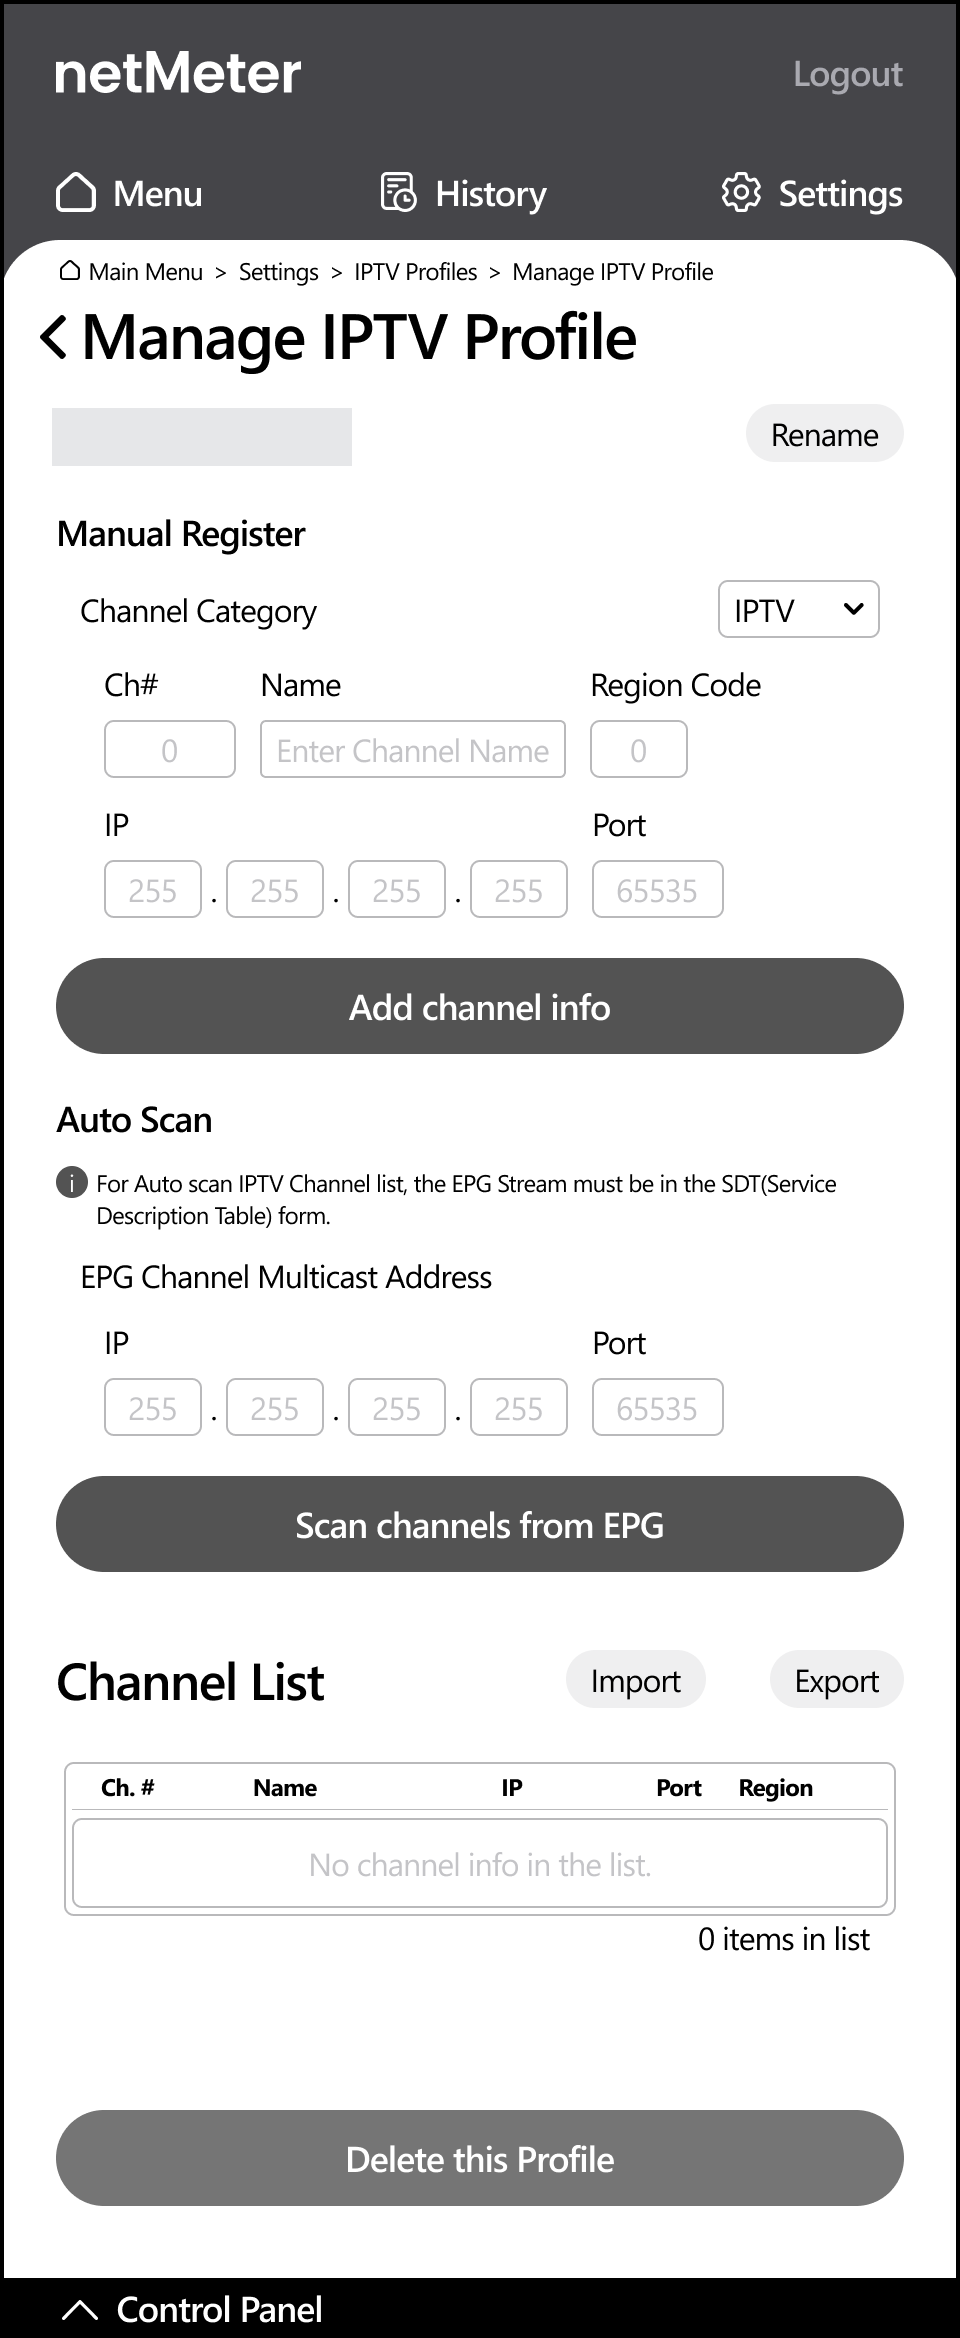 netMeter
Logout
Menu
History
Settings
Main Menu > Settings > IPTV Profiles > Manage IPTV Profile
Manage IPTV Profile
Rename
Manual Register
Channel Category
IPTV
Ch# Name Region Code
0 Enter Channel Name 0
IP Port
255 . 255 . 255 . 255 65535
Add channel info
Auto Scan
i For Auto scan IPTV Channel list, the EPG Stream must be in the SDT(Service
Description Table) form.
EPG Channel Multicast Address
IP Port
255 . 255 . 255 . 255 65535
Scan channels from EPG
Channel List
Import
Export
Ch. # Name IP Port Region
No channel info in the list.
0 items in list
Delete this Profile
Control Panel